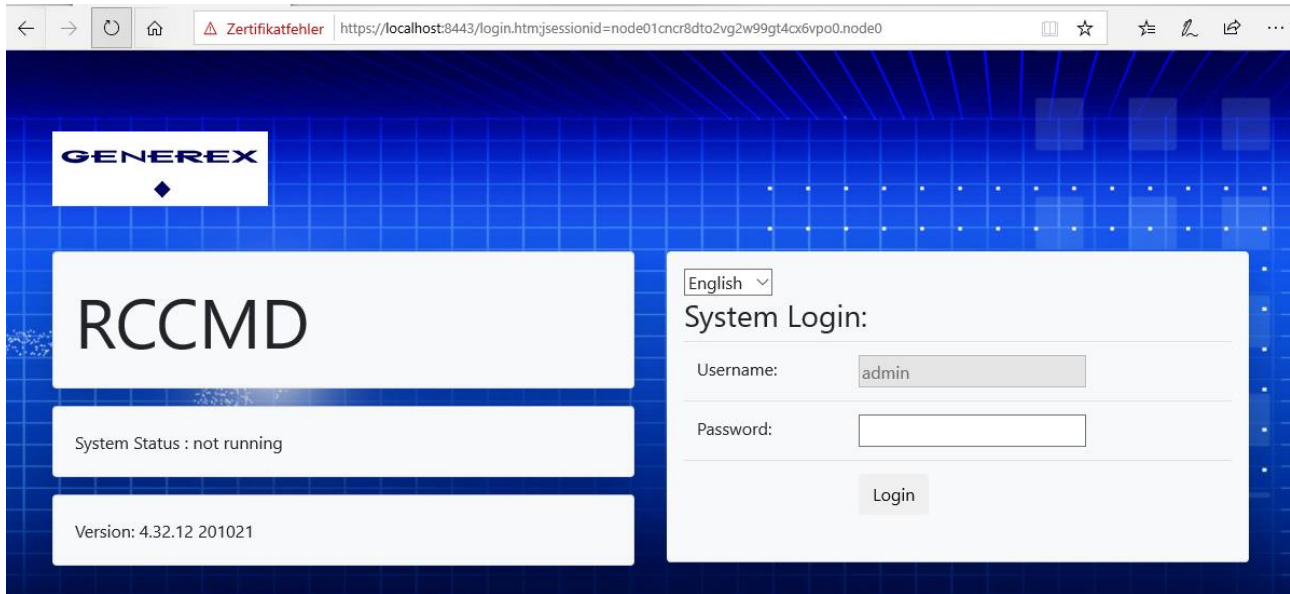 Zertifikatfehler https://localhost:8443/login.htm;jsessionid=node01cncr8dto2vg2w99gt4cx6vpo0.node0
GENEREX
RCCMD
System Status : not running
Version: 4.32.12 201021
English
System Login:
Username: admin
Password:
Login